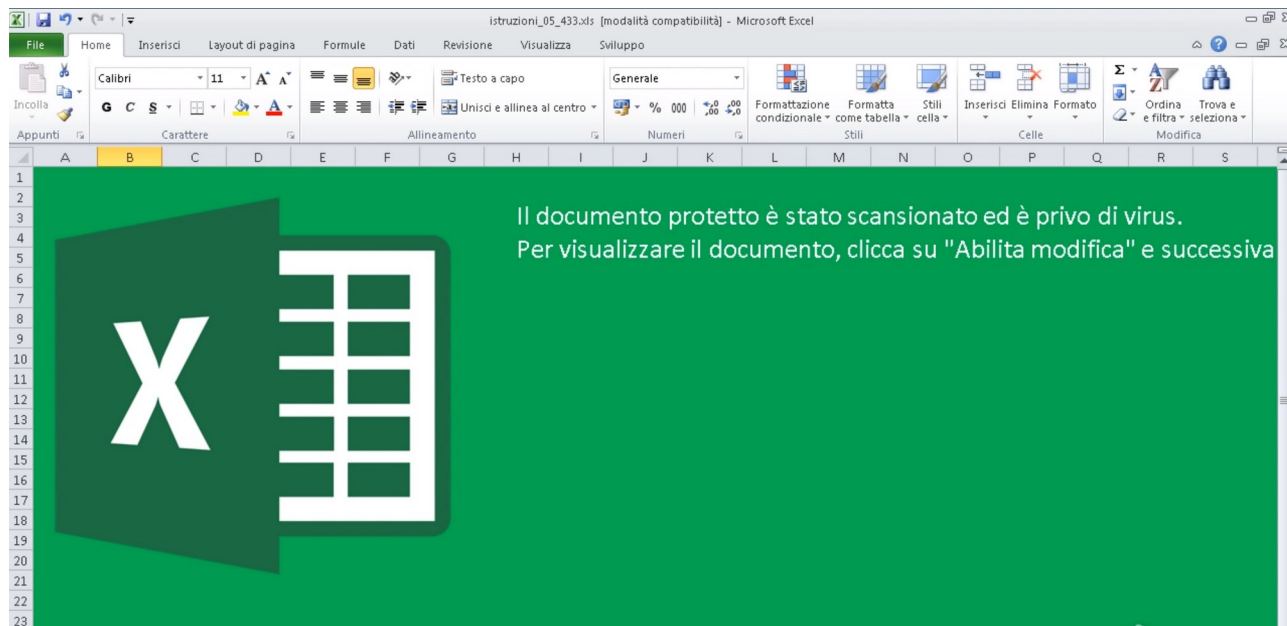 istruzioni_05_433.xls [modalità compatibilità] - Microsoft Excel
File Home Inserisci Layout di pagina Formule Dati Revisione Visualizza Sviluppo
Calibri 11 A A Testo a capo Generale
Incolla G C S A Unisci e allinea al centro % 000 ,00 ,00 Formattazione condizionale Formatta come tabella Stili cella Inserisci Elimina Formato Σ Ordina e filtra Trova e seleziona
Appunti Carattere Allineamento Numeri Stili Celle Modifica
A B C D E F G H I J K L M N O P Q R S
1
2
3
4
5
6
7
8
9
10
11
12
13
14
15
16
17
18
19
20
21
22
23
Il documento protetto è stato scansionato ed è privo di virus.
Per visualizzare il documento, clicca su "Abilita modifica" e successiva
X